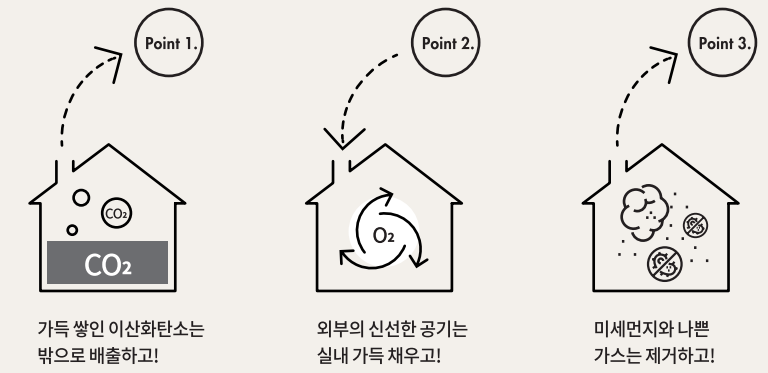 Point 1.
Point 2.
Point 3.
CO₂
CO₂
O₂
가득 쌓인 이산화탄소는
밖으로 배출하고!
외부의 신선한 공기는
실내 가득 채우고!
미세먼지와 나쁜
가스는 제거하고!